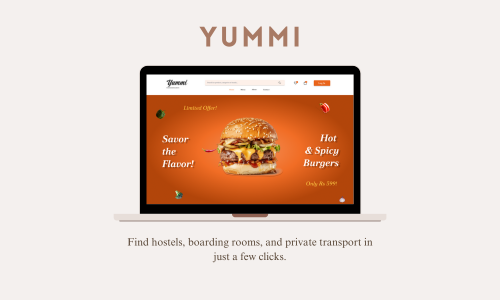 YUMMI
Yummi
Limited Offer!
Savor
the
Flavor!
Hot
& Spicy
Burgers
Only Rs 599!
Find hostels, boarding rooms, and private transport in
just a few clicks.